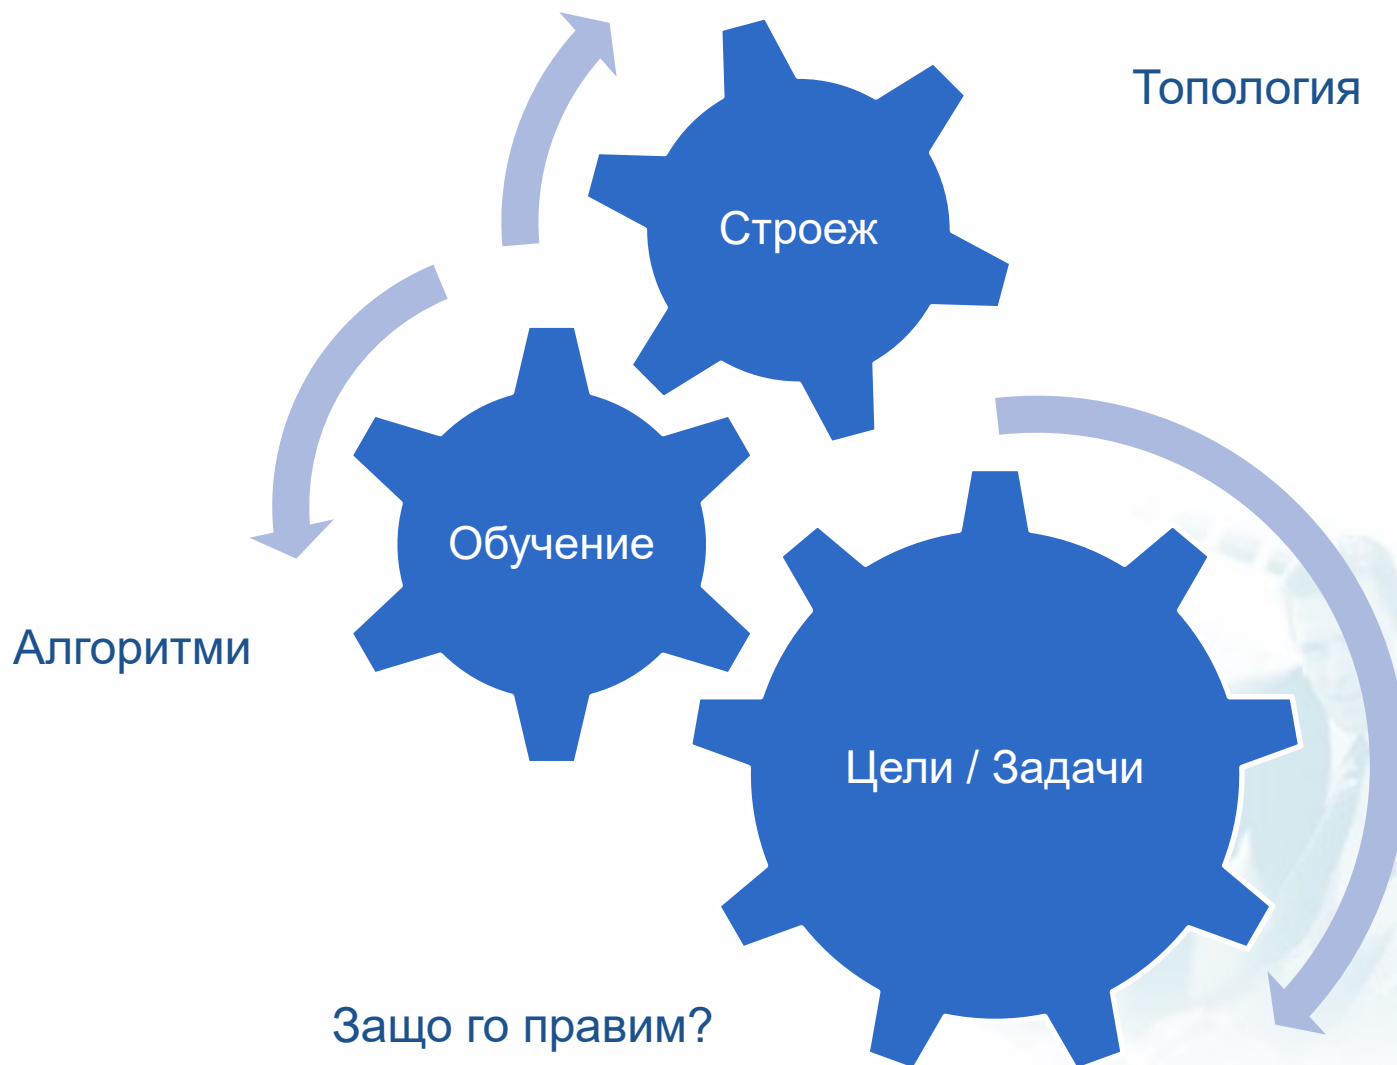 Топология
Строеж
Обучение
Алгоритми
Цели / Задачи
Защо го правим?